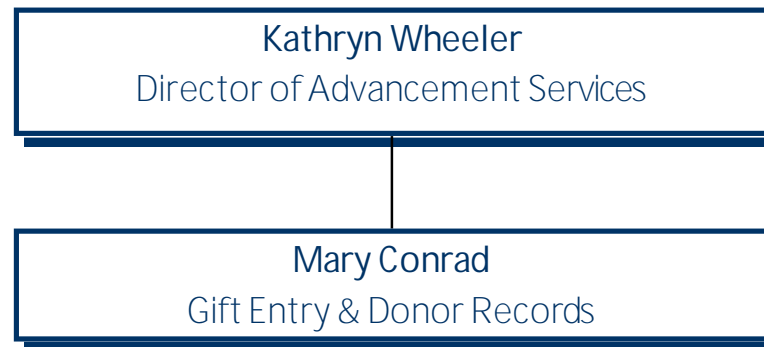 Kathryn Wheeler
Director of Advancement Services
Mary Conrad
Gift Entry & Donor Records